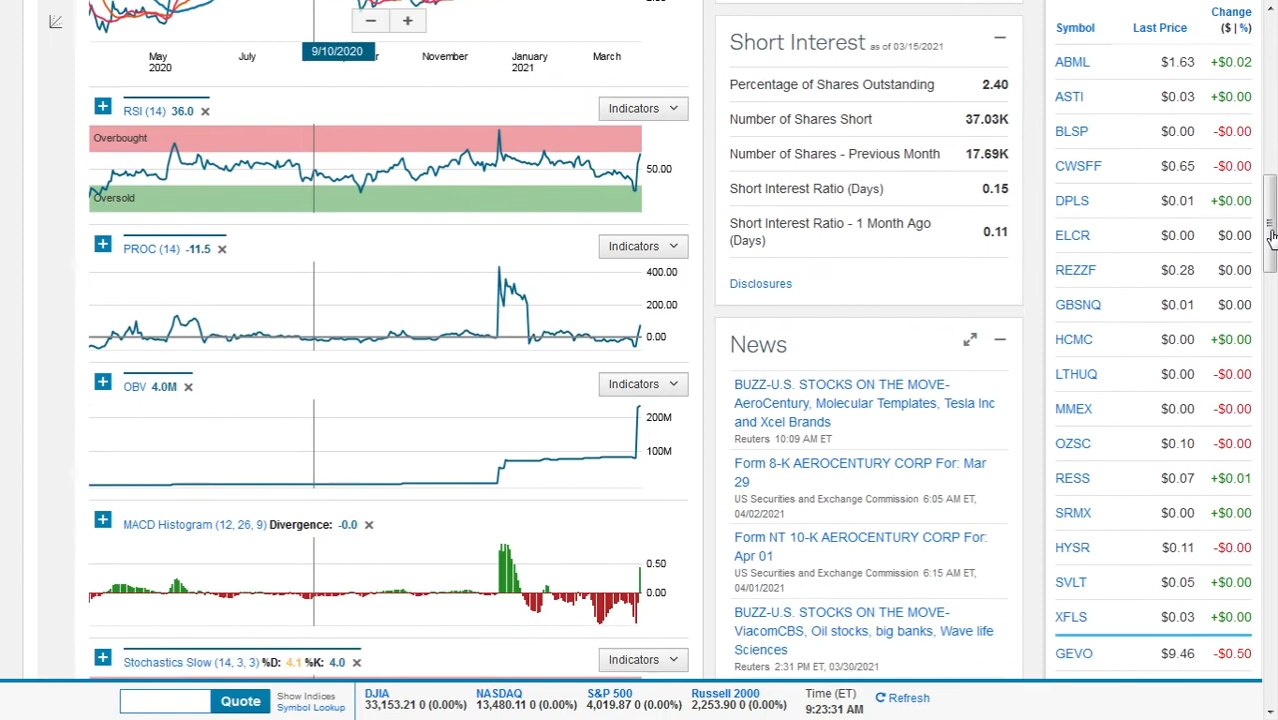 2.00
−
+
May
2020
July
9/10/2020
r
November
January
2021
March
RSI (14) 36.0 ×
Indicators
Overbought
50.00
Oversold
PROC (14) -11.5 ×
Indicators
400.00
200.00
0.00
OBV 4.0M ×
Indicators
200M
100M
MACD Histogram (12, 26, 9) Divergence: -0.0 ×
0.50
0.00
Stochastics Slow (14, 3, 3) %D: 4.1 %K: 4.0 ×
Indicators
Short Interest as of 03/15/2021
Percentage of Shares Outstanding 2.40
Number of Shares Short 37.03K
Number of Shares - Previous Month 17.69K
Short Interest Ratio (Days) 0.15
Short Interest Ratio - 1 Month Ago
(Days) 0.11
Disclosures
News
BUZZ-U.S. STOCKS ON THE MOVE-
AeroCentury, Molecular Templates, Tesla Inc
and Xcel Brands
Reuters 10:09 AM ET
Form 8-K AEROCENTURY CORP For: Mar
29
US Securities and Exchange Commission 6:05 AM ET,
04/02/2021
Form NT 10-K AEROCENTURY CORP For:
Apr 01
US Securities and Exchange Commission 6:15 AM ET,
04/01/2021
BUZZ-U.S. STOCKS ON THE MOVE-
ViacomCBS, Oil stocks, big banks, Wave life
Sciences
Reuters 2:31 PM ET, 03/30/2021
Change
Symbol Last Price ($ | %)
ABML $1.63 +$0.02
ASTI $0.03 +$0.00
BLSP $0.00 -$0.00
CWSFF $0.65 -$0.00
DPLS $0.01 +$0.00
ELCR $0.00 $0.00
REZZF $0.28 $0.00
GBSNQ $0.01 $0.00
HCMC $0.00 +$0.00
LTHUQ $0.00 -$0.00
MMEX $0.00 -$0.00
OZSC $0.10 -$0.00
RESS $0.07 +$0.01
SRMX $0.00 +$0.00
HYSR $0.11 -$0.00
SVLT $0.05 +$0.00
XFLS $0.03 +$0.00
GEVO $9.46 -$0.50
Quote
Show Indices
Symbol Lookup
DJIA
33,153.21 0 (0.00%)
NASDAQ
13,480.11 0 (0.00%)
S&P 500
4,019.87 0 (0.00%)
Russell 2000
2,253.90 0 (0.00%)
Time (ET)
9:23:31 AM
Refresh